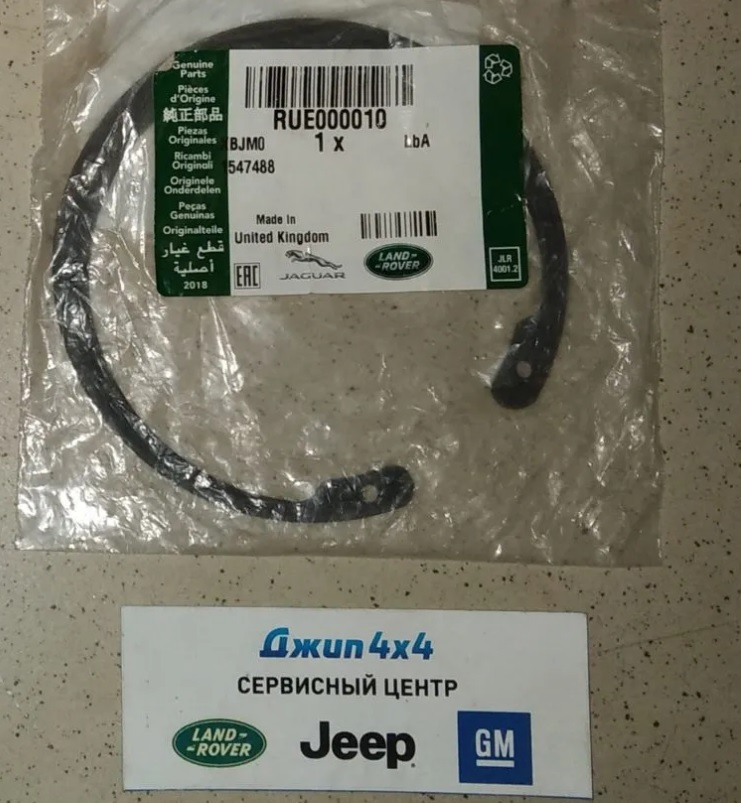 Genuine
Parts
Pièces
d'Origine
純正部品
Piezas
Originales
Ricambi
Originali
Originele
Onderdelen
Peças
Genuinas
Originalteile
قطع غيار
أصلية
2018
RUE000010
1 x
BJM0
LbA
547488
Made In
United Kingdom
EAC
JAGUAR
LAND-
-ROVER
JLR
4001.2
Джип 4x4
СЕРВИСНЫЙ ЦЕНТР
LAND-
-ROVER
Jeep
GM